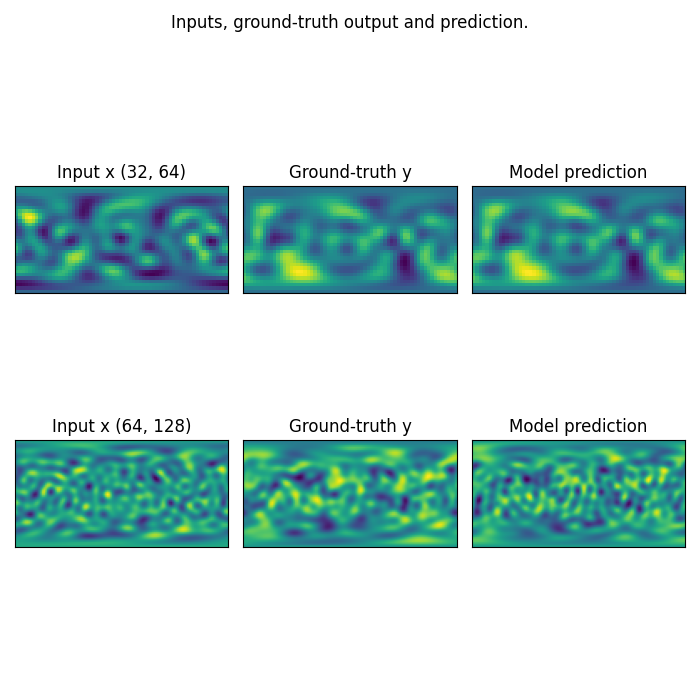 Inputs, ground-truth output and prediction.
Input x (32, 64)
Ground-truth y
Model prediction
Input x (64, 128)
Ground-truth y
Model prediction